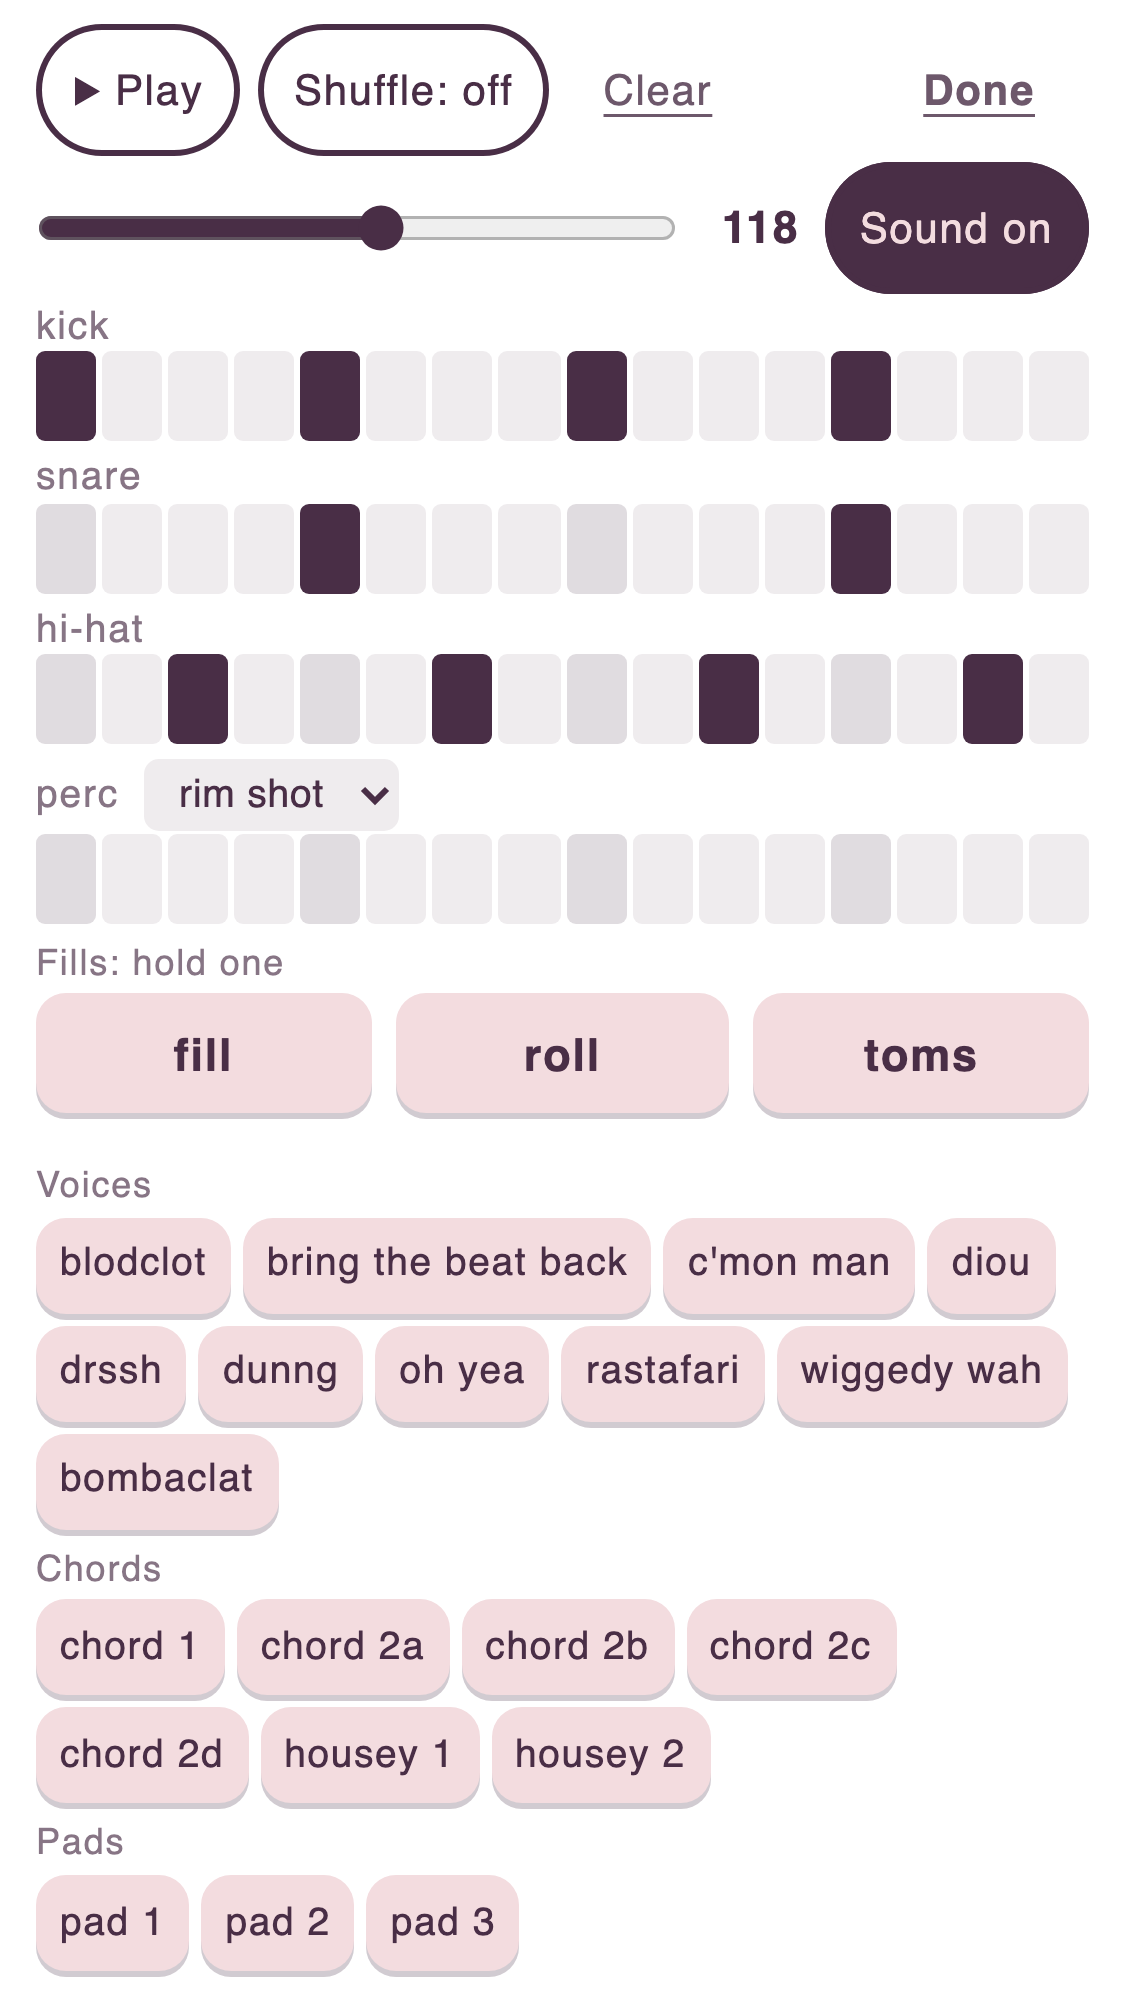 ▶ Play Shuffle: off Clear Done
118 Sound on
kick
snare
hi-hat
perc rim shot
Fills: hold one
fill roll toms
Voices
blodclot bring the beat back c'mon man diou
drssh dunng oh yea rastafari wiggedy wah
bombaclat
Chords
chord 1 chord 2a chord 2b chord 2c
chord 2d housey 1 housey 2
Pads
pad 1 pad 2 pad 3